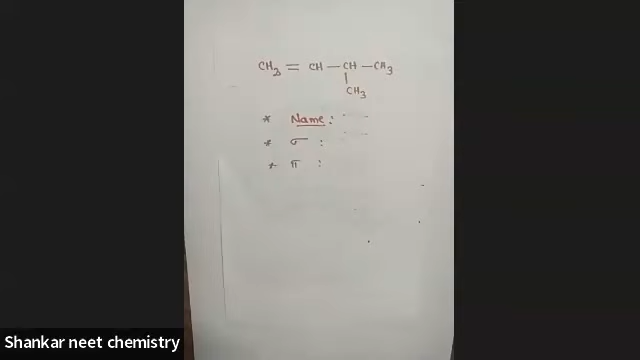 CH₂ = CH — CH — CH₃
|
CH₃
* Name :
* σ :
* π :
Shankar neet chemistry